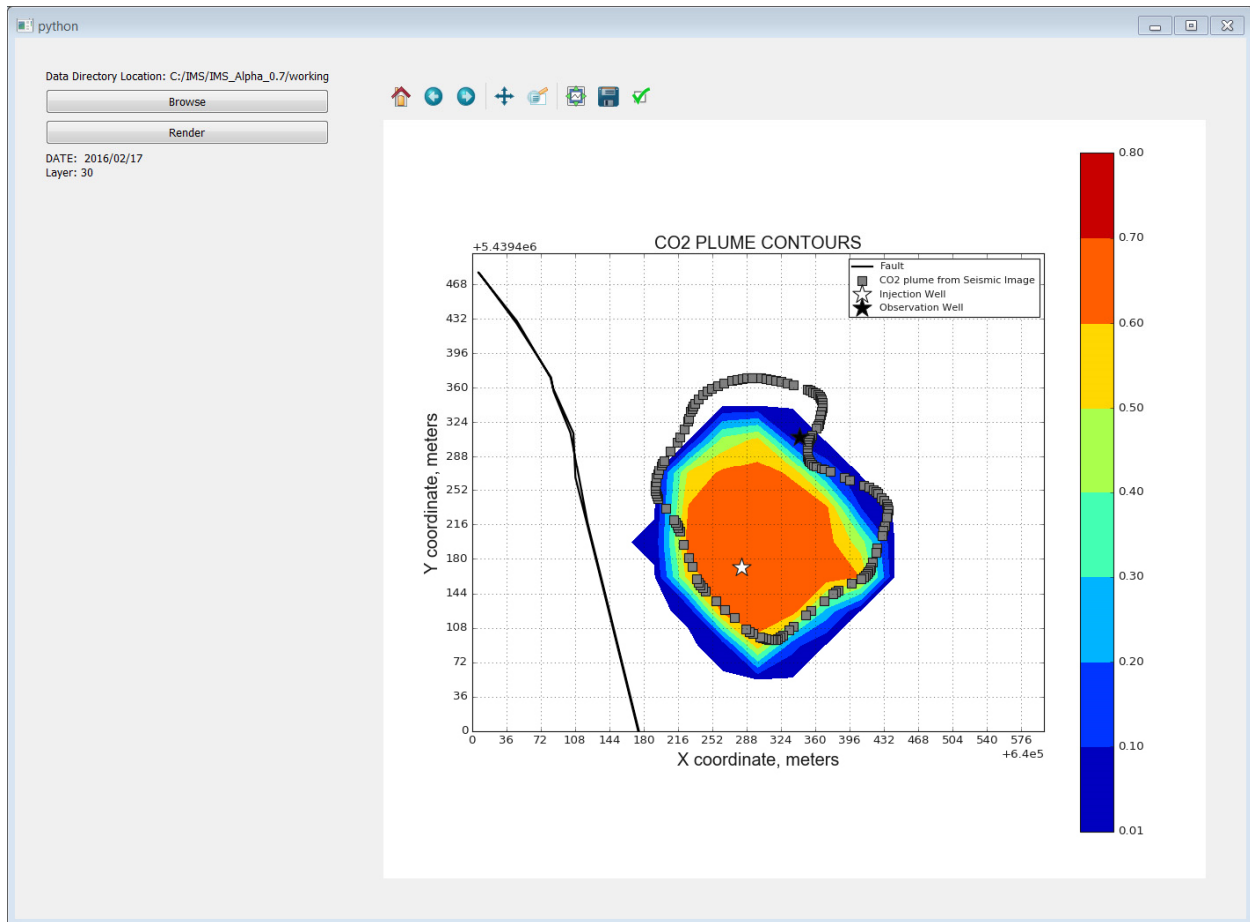 python
Data Directory Location: C:/IMS/IMS_Alpha_0.7/working
Browse
Render
DATE: 2016/02/17
Layer: 30
+5.4394e6
CO2 PLUME CONTOURS
Fault
CO2 plume from Seismic Image
Injection Well
Observation Well
Y coordinate, meters
468
432
396
360
324
288
252
216
180
144
108
72
36
0
0 36 72 108 144 180 216 252 288 324 360 396 432 468 504 540 576
+6.4e5
X coordinate, meters
0.80
0.70
0.60
0.50
0.40
0.30
0.20
0.10
0.01